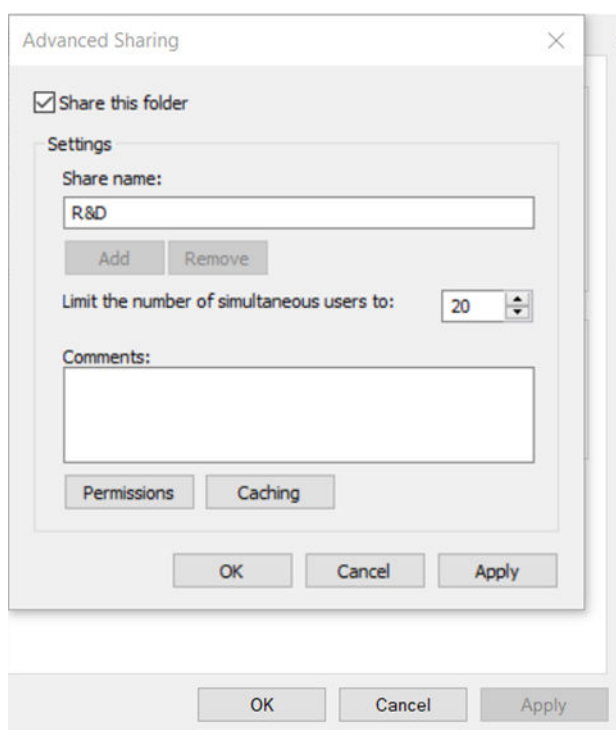 Advanced Sharing
Share this folder
Settings
Share name:
R&D
Add Remove
Limit the number of simultaneous users to: 20
Comments:
Permissions Caching
OK Cancel Apply
OK Cancel Apply